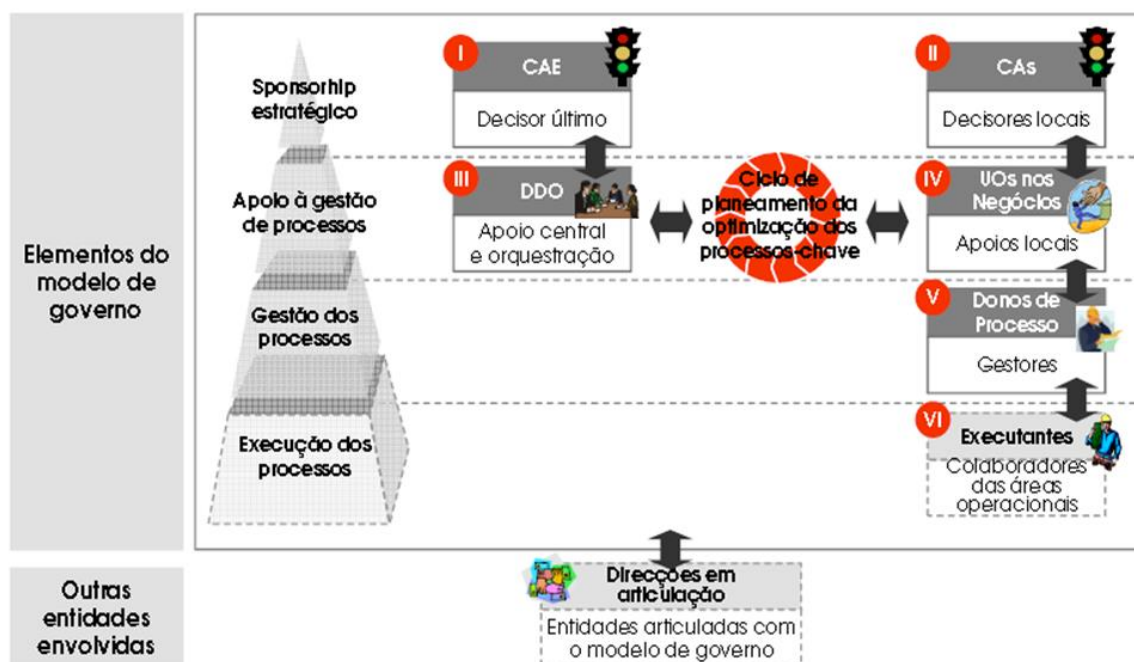 Elementos do
modelo de
governo
Sponsorhip
estratégico
Apoio à gestão
de processos
Gestão dos
processos
Execução dos
processos
I
CAE
Decisor último
II
CAs
Decisores locais
III
DDO
Apoio central
e orquestração
Ciclo de
planeamento da
optimização dos
processos-chave
IV
UOs nos
Negócios
Apoios locais
V
Donos de
Processo
Gestores
VI
Executantes
Colaboradores
das áreas
operacionais
Outras
entidades
envolvidas
Direcções em
articulação
Entidades articuladas com
o modelo de governo